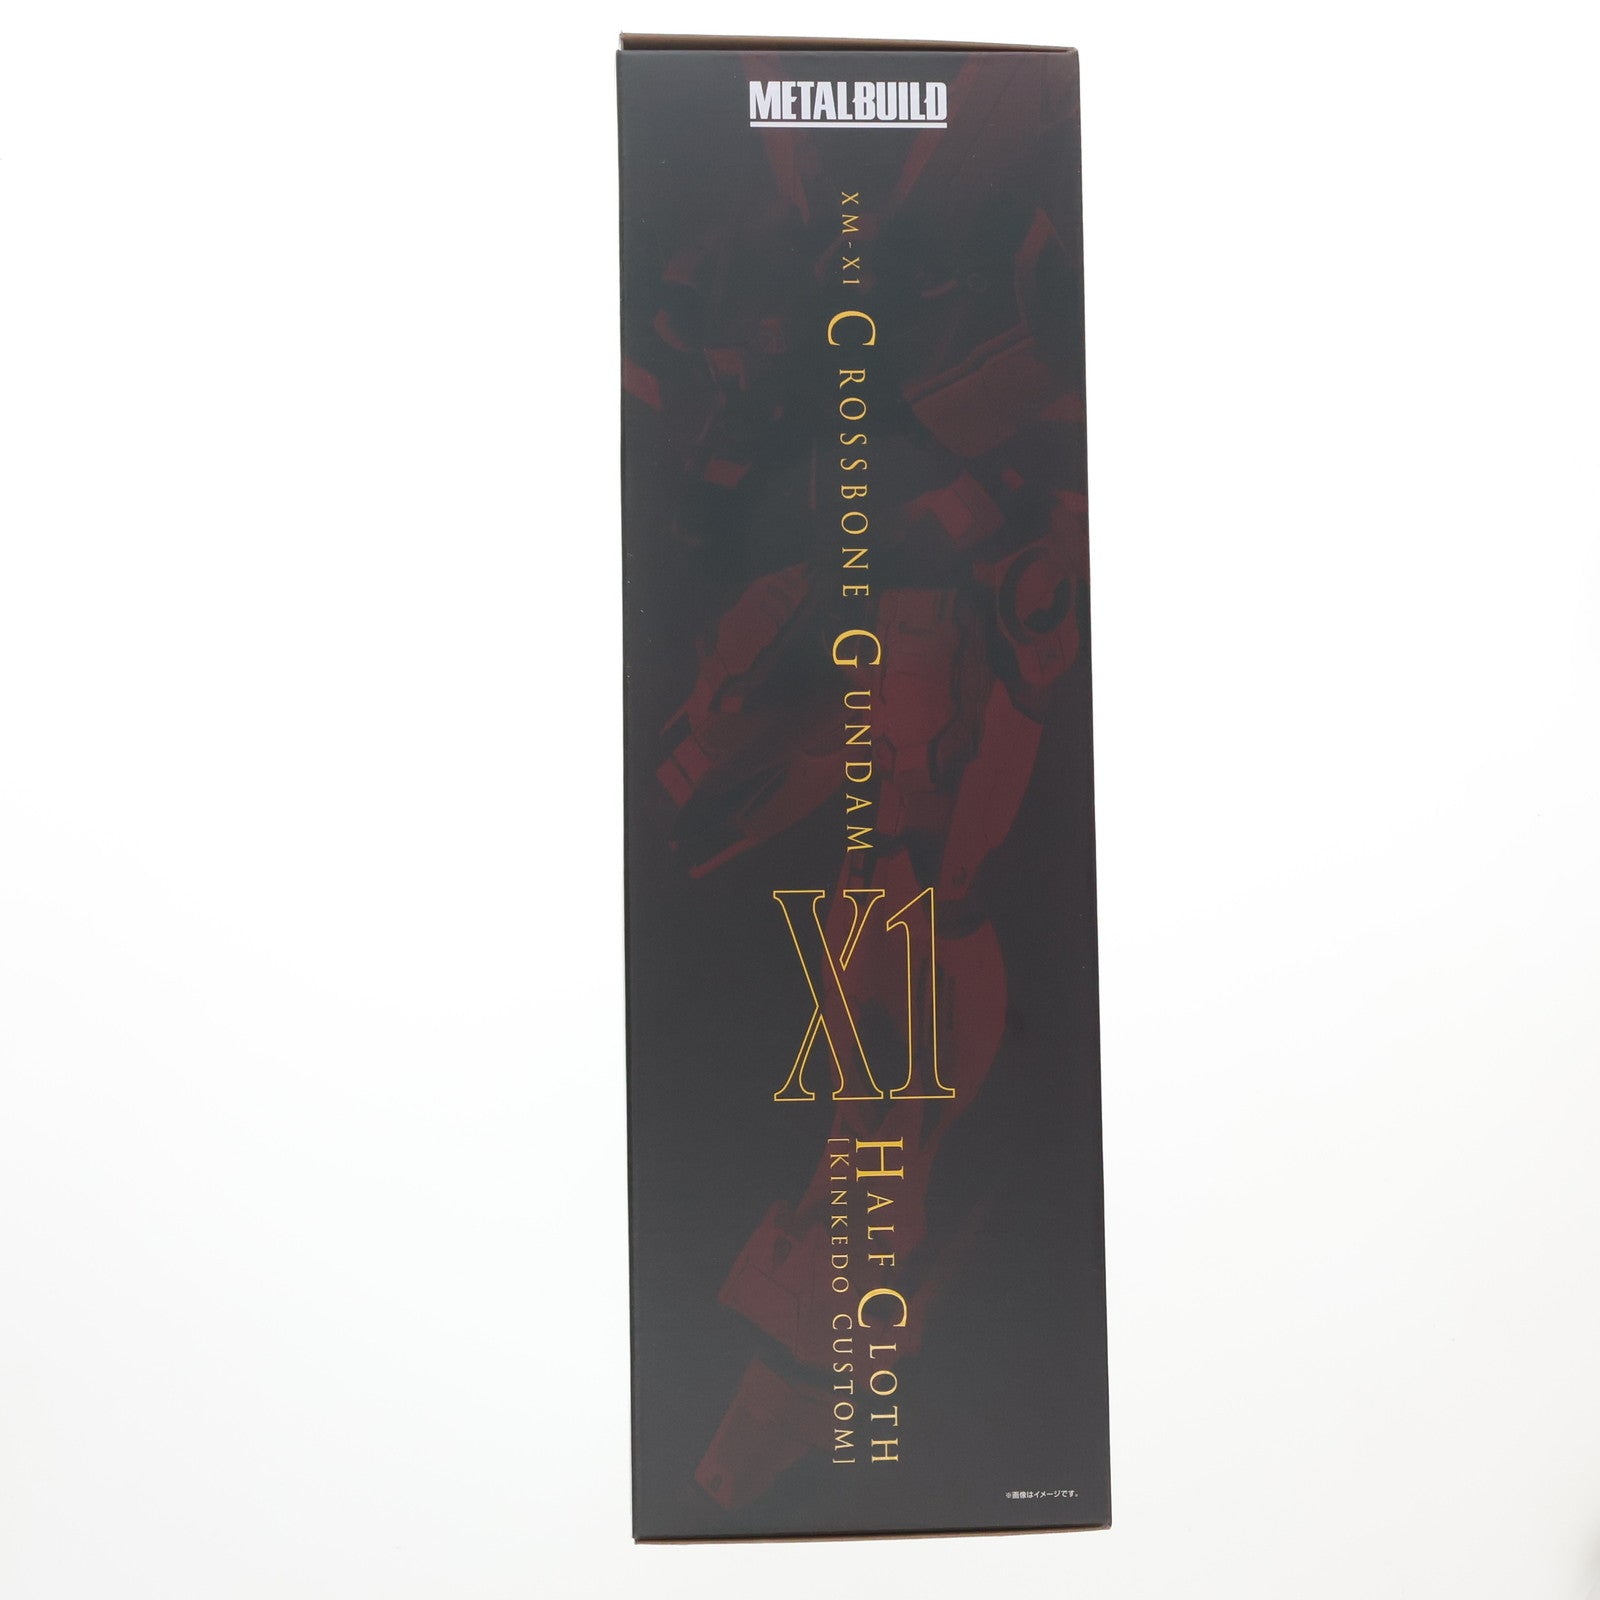 METALBUILD
XM-X1 CROSSBONE GUNDAM
X1
HALF CLOTH
[KINKEDO CUSTOM]
※画像はイメージです。